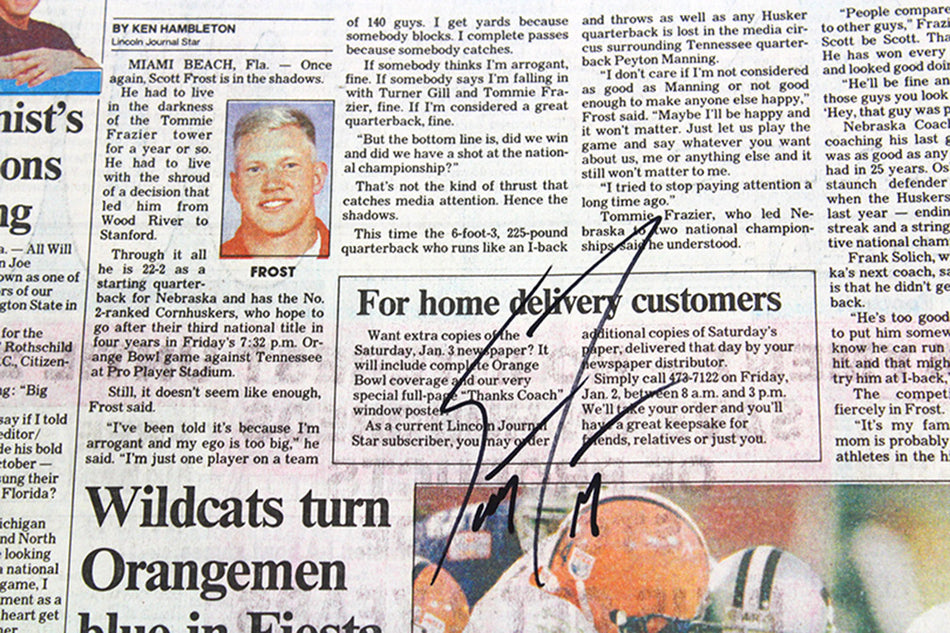 nist's
ons
ng
a. — All Will
n Joe
own as one of
rs of our
ngton State in
for the
Rothschild
C., Citizen-
ng: "Big
say if I told
editor/
de his bold
ctober —
sung their
Florida?
ichigan
nd North
looking
a national
game, I
ment as a
heart get
ner
BY KEN HAMBLETON
Lincoln Journal Star
MIAMI BEACH, Fla. — Once
again, Scott Frost is in the shadows.
He had to live
in the darkness
of the Tommie
Frazier tower
for a year or so.
He had to live
with the shroud
of a decision that
led him from
Wood River to
Stanford.
Through it all
he is 22-2 as a
starting quarter-
back for Nebraska and has the No.
2-ranked Cornhuskers, who hope to
go after their third national title in
four years in Friday's 7:32 p.m. Or-
ange Bowl game against Tennessee
at Pro Player Stadium.
Still, it doesn't seem like enough,
Frost said.
"I've been told it's because I'm
arrogant and my ego is too big," he
said. "I'm just one player on a team
FROST
of 140 guys. I get yards because
somebody blocks. I complete passes
because somebody catches.
If somebody thinks I'm arrogant,
fine. If somebody says I'm falling in
with Turner Gill and Tommie Fra-
zier, fine. If I'm considered a great
quarterback, fine.
"But the bottom line is, did we win
and did we have a shot at the nation-
al championship?"
That's not the kind of thrust that
catches media attention. Hence the
shadows.
This time the 6-foot-3, 225-pound
quarterback who runs like an I-back
and throws as well as any Husker
quarterback is lost in the media cir-
cus surrounding Tennessee quarter-
back Peyton Manning.
"I don't care if I'm not considered
as good as Manning or not good
enough to make anyone else happy,"
Frost said. "Maybe I'll be happy and
it won't matter. Just let us play the
game and say whatever you want
about us, me or anything else and it
still won't matter to me.
"I tried to stop paying attention a
long time ago."
Tommie Frazier, who led Ne-
braska to two national champion-
ships, said he understood.
"People compare
to other guys," Frazi
Scott be Scott. Tha
He has won every
and looked good doin
"He'll be fine an
those guys you look
'Hey, that guy was p
Nebraska Coac
coaching his last g
was as good as any
had in 25 years. Os
staunch defender
when the Huskers
last year — ending
streak and a string
tive national cham
Frank Solich, w
ka's next coach, sa
is that he didn't ge
back.
"He's too good
to put him somew
know he can run
hit and that migh
try him at I-back,
The compet
fiercely in Frost.
"It's my fam
mom is probably
athletes in the hi
For home delivery customers
Want extra copies of the
Saturday, Jan. 3 newspaper? It
will include complete Orange
Bowl coverage and our very
special full-page "Thanks Coach"
window poster.
As a current Lincoln Journal
Star subscriber, you may order
additional copies of Saturday's
paper, delivered that day by your
newspaper distributor.
Simply call 473-7122 on Friday,
Jan. 2, between 8 a.m. and 3 p.m.
We'll take your order and you'll
have a great keepsake for
friends, relatives or just you.
Wildcats turn
Orangemen
blue in Fiesta